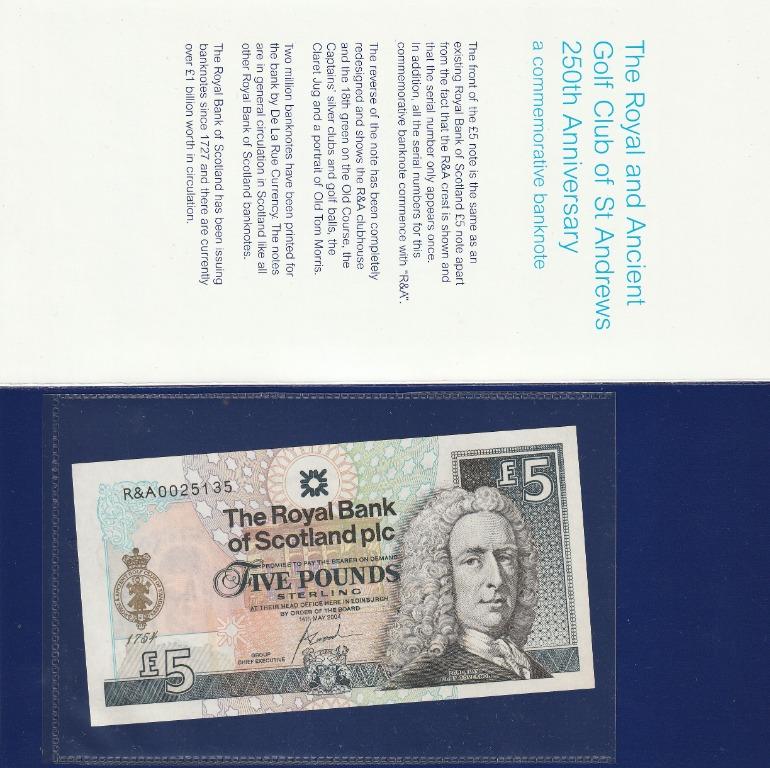 The Royal and Ancient
Golf Club of St Andrews
250th Anniversary
a commemorative banknote
The front of the £5 note is the same as an
existing Royal Bank of Scotland £5 note apart
from the fact that the R&A crest is shown and
that the serial number only appears once.
In addition, all the serial numbers for this
commemorative banknote commence with "R&A".
The reverse of the note has been completely
redesigned and shows the R&A clubhouse
and the 18th green on the Old Course, the
Captains' silver clubs and golf balls, the
Claret Jug and a portrait of Old Tom Morris.
Two million banknotes have been printed for
the bank by De La Rue Currency. The notes
are in general circulation in Scotland like all
other Royal Bank of Scotland banknotes.
The Royal Bank of Scotland has been issuing
banknotes since 1727 and there are currently
over £1 billion worth in circulation.
£5
R&A0025135
The Royal Bank
of Scotland plc
PROMISE TO PAY THE BEARER ON DEMAND
FIVE POUNDS
STERLING
AT THEIR HEAD OFFICE HERE IN EDINBURGH
BY ORDER OF THE BOARD
14TH MAY 2004
1754
GROUP
CHIEF EXECUTIVE
£5